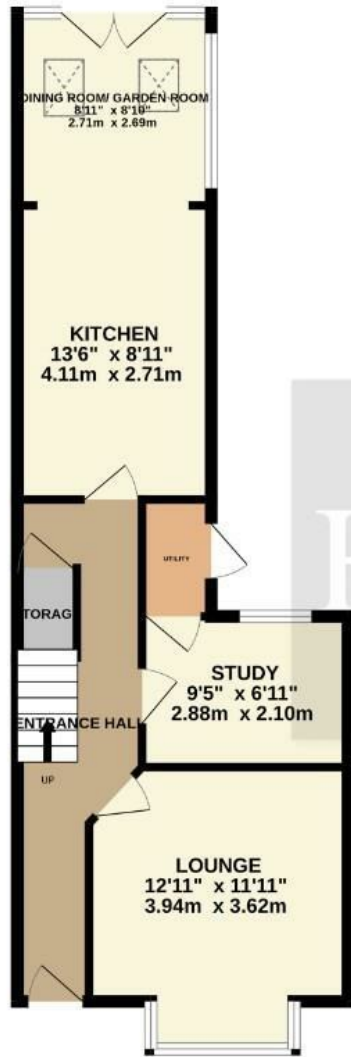 DINING ROOM/ GARDEN ROOM
8'11" x 8'10"
2.71m x 2.69m
KITCHEN
13'6" x 8'11"
4.11m x 2.71m
UTILITY
TORAG
STUDY
9'5" x 6'11"
2.88m x 2.10m
ENTRANCE HALL
UP
LOUNGE
12'11" x 11'11"
3.94m x 3.62m